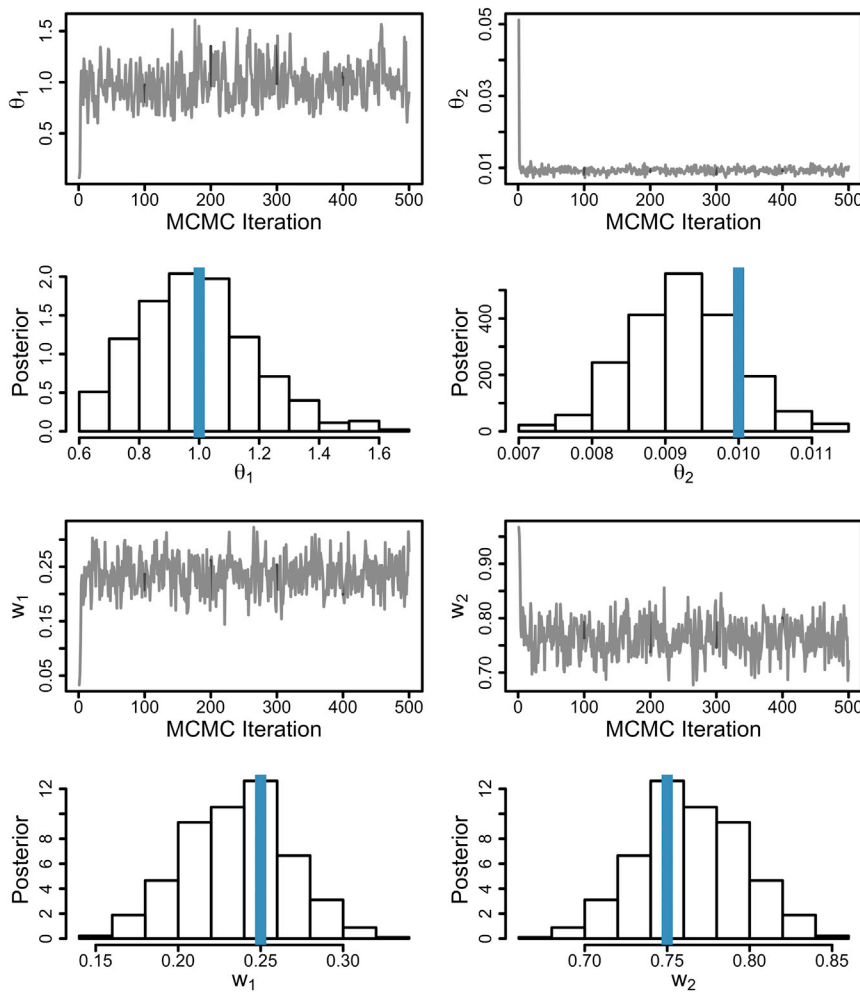 θ1
0.5 1.0 1.5
0 100 200 300 400 500
MCMC Iteration
θ2
0.01 0.03 0.05
0 100 200 300 400 500
MCMC Iteration
Posterior
0.0 0.5 1.0 1.5 2.0
0.6 0.8 1.0 1.2 1.4 1.6
θ1
Posterior
0 200 400
0.007 0.008 0.009 0.010 0.011
θ2
w1
0.05 0.15 0.25
0 100 200 300 400 500
MCMC Iteration
w2
0.70 0.80 0.90
0 100 200 300 400 500
MCMC Iteration
Posterior
0 2 4 6 8 12
0.15 0.20 0.25 0.30
w1
Posterior
0 2 4 6 8 12
0.70 0.75 0.80 0.85
w2